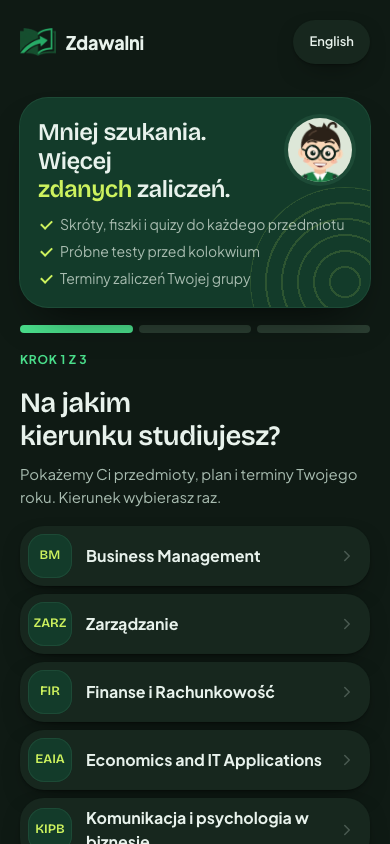 Zdawalni
English
Mniej szukania.
Więcej
zdanych zaliczeń.
Skróty, fiszki i quizy do każdego przedmiotu
Próbne testy przed kolokwium
Terminy zaliczeń Twojej grupy
KROK 1 Z 3
Na jakim
kierunku studiujesz?
Pokażemy Ci przedmioty, plan i terminy Twojego
roku. Kierunek wybierasz raz.
BM Business Management
ZARZ Zarządzanie
FIR Finanse i Rachunkowość
EAIA Economics and IT Applications
KIPB Komunikacja i psychologia w
biznesie